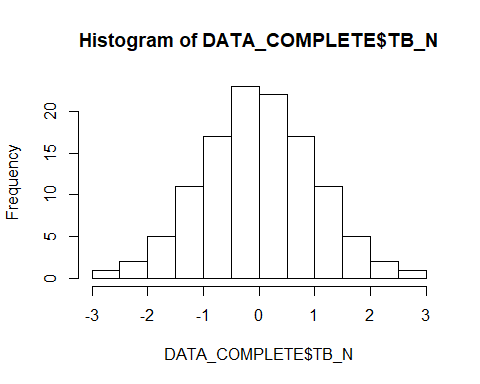 Histogram of DATA_COMPLETE$TB_N
Frequency
20
15
10
5
0
-3 -2 -1 0 1 2 3
DATA_COMPLETE$TB_N